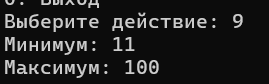 0. Выход
Выберите действие: 9
Минимум: 11
Максимум: 100